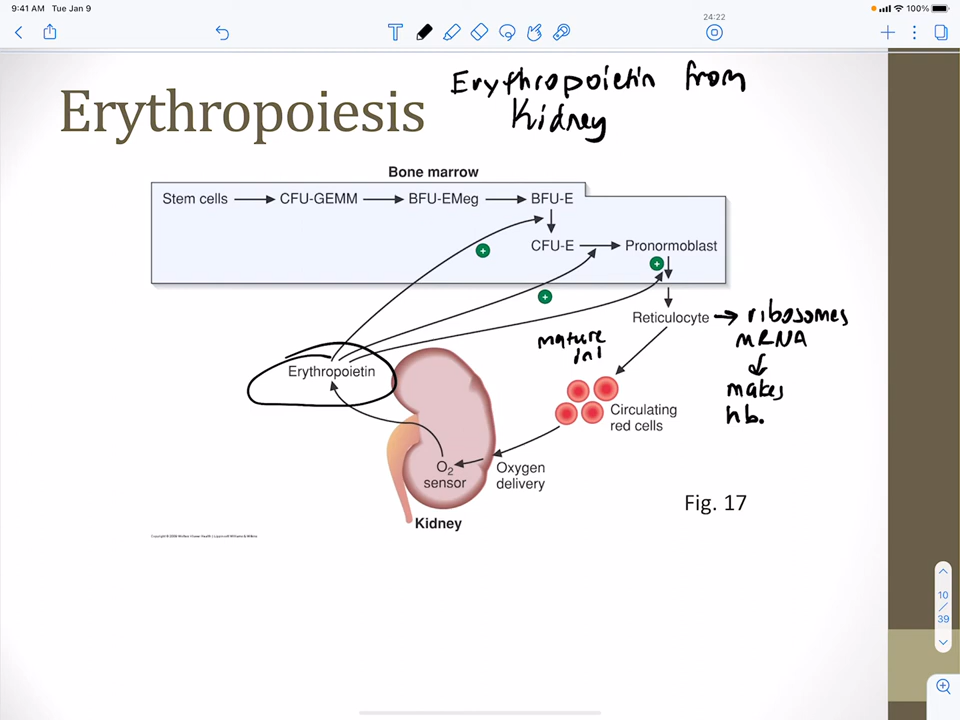 9:41 AM Tue Jan 9
100%
24:22
Erythropoiesis
Erythropoietin from
Kidney
Bone marrow
Stem cells
CFU-GEMM
BFU-EMeg
BFU-E
CFU-E
Pronormoblast
+
+
+
Reticulocyte
ribosomes
mRNA
makes
hb.
mature
Erythropoietin
Circulating
red cells
O2
sensor
Oxygen
delivery
Kidney
Fig. 17
10
/
39